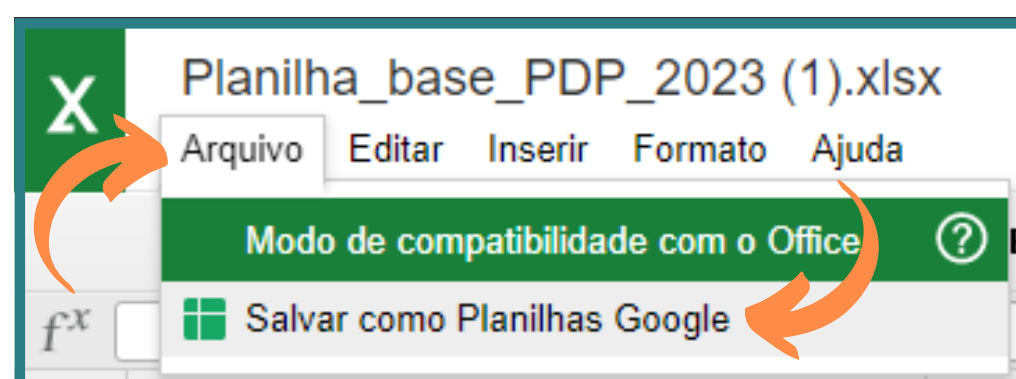 X
Planilha_base_PDP_2023 (1).xlsx
Arquivo Editar Inserir Formato Ajuda
Modo de compatibilidade com o Office ?
Salvar como Planilhas Google
fx